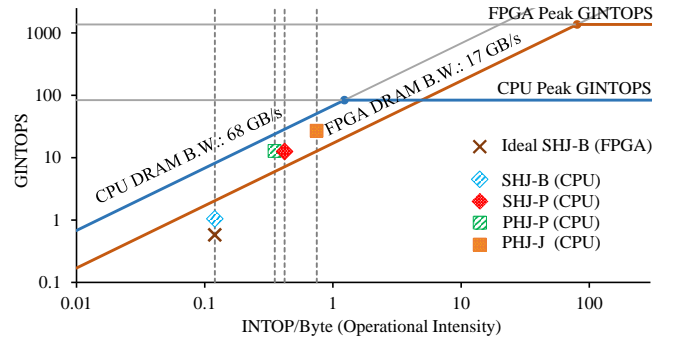 FPGA Peak GINTOPS
1000
CPU Peak GINTOPS
100
CPU DRAM B.W.: 68 GB/s
FPGA DRAM B.W.: 17 GB/s
10
1
0.1
GINTOPS
Ideal SHJ-B (FPGA)
SHJ-B (CPU)
SHJ-P (CPU)
PHJ-P (CPU)
PHJ-J (CPU)
0.01
0.1
1
10
100
INTOP/Byte (Operational Intensity)